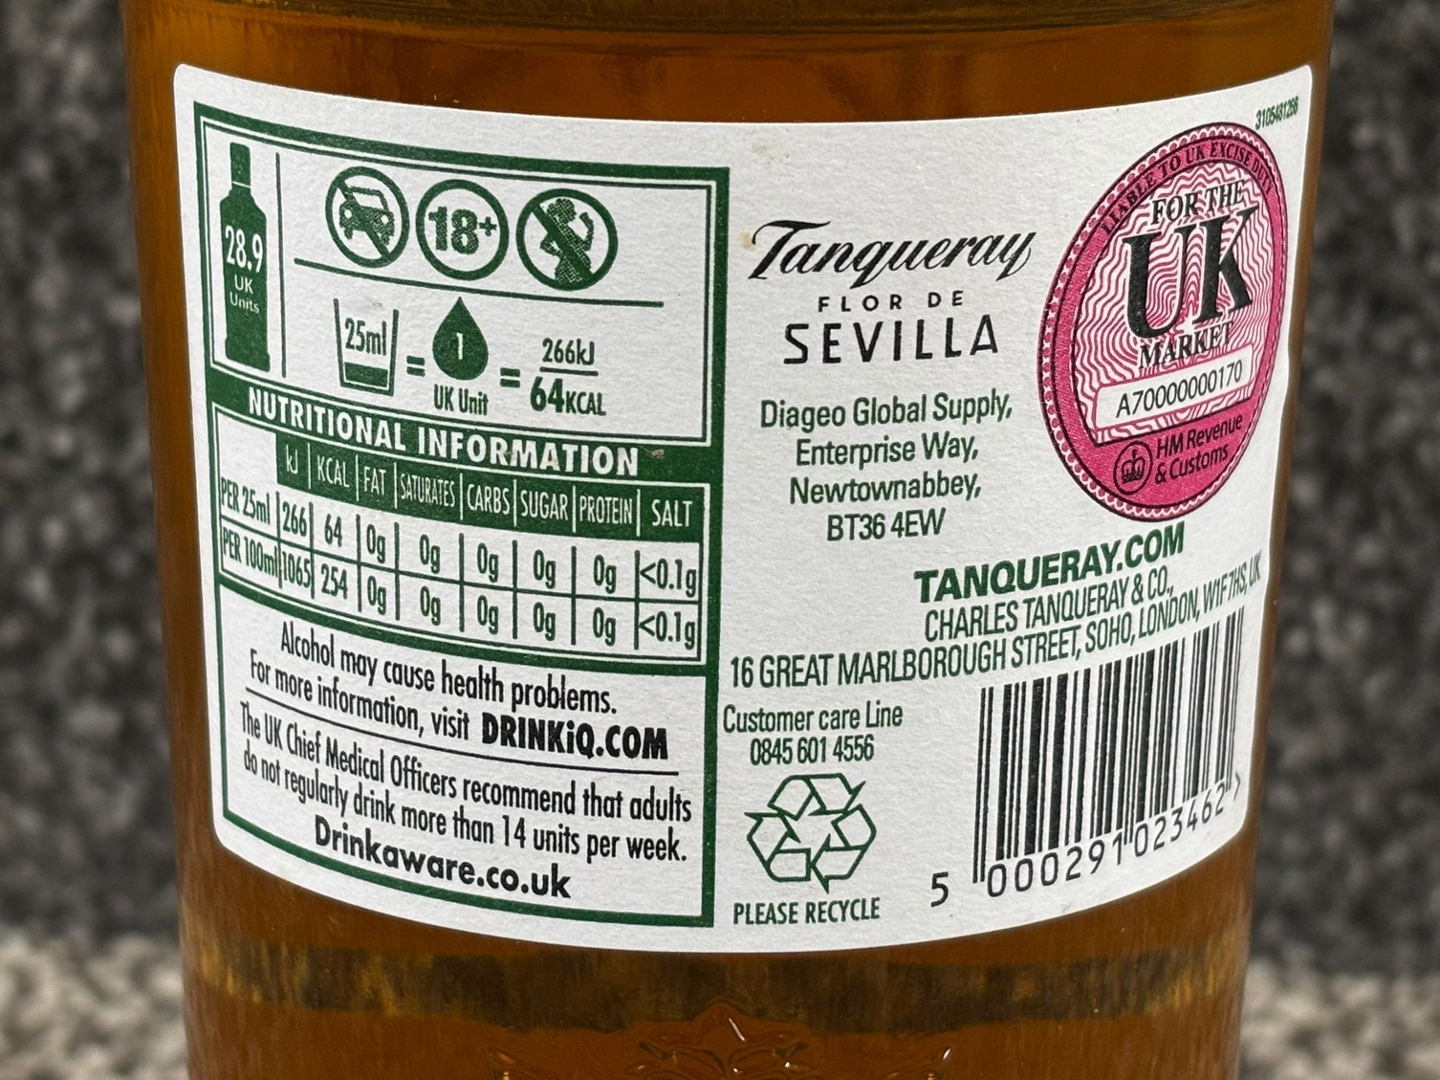 28.9
UK
Units
18+
25ml
=
1
UK Unit
=
266kJ
64KCAL
NUTRITIONAL INFORMATION
kJ KCAL FAT SATURATES CARBS SUGAR PROTEIN SALT
PER 25ml 266 64 0g 0g 0g 0g 0g <0.1g
PER 100ml 1065 254 0g 0g 0g 0g 0g <0.1g
Alcohol may cause health problems.
For more information, visit DRINKiQ.COM
The UK Chief Medical Officers recommend that adults
do not regularly drink more than 14 units per week.
Drinkaware.co.uk
Tanqueray
FLOR DE
SEVILLA
Diageo Global Supply,
Enterprise Way,
Newtownabbey,
BT36 4EW
3105481266
LIABLE TO UK EXCISE DUTY
FOR THE
UK
MARKET
A70000000170
HM Revenue
& Customs
TANQUERAY.COM
CHARLES TANQUERAY & CO.,
16 GREAT MARLBOROUGH STREET, SOHO, LONDON, W1F 7HS, UK
Customer care Line
0845 601 4556
PLEASE RECYCLE
5 000291 023462 >